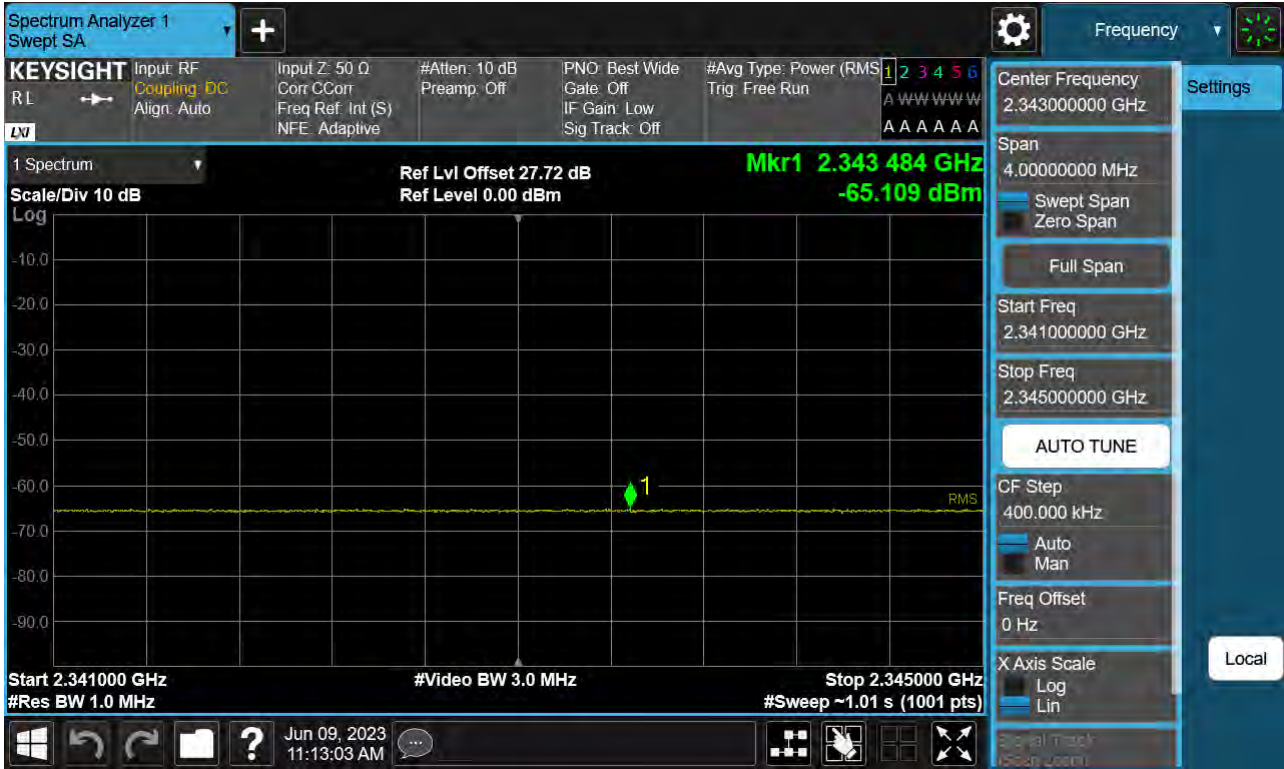 Spectrum Analyzer 1
Swept SA
Frequency
KEYSIGHT
R L
LXI
Input: RF
Coupling: DC
Align: Auto
Input Z: 50 Ω
Corr CCorr
Freq Ref: Int (S)
NFE: Adaptive
#Atten: 10 dB
Preamp: Off
PNO: Best Wide
Gate: Off
IF Gain: Low
Sig Track: Off
#Avg Type: Power (RMS
Trig: Free Run
1 2 3 4 5 6
A W W W W W
A A A A A A
1 Spectrum
Scale/Div 10 dB
Ref Lvl Offset 27.72 dB
Ref Level 0.00 dBm
Mkr1 2.343 484 GHz
-65.109 dBm
Log
-10.0
-20.0
-30.0
-40.0
-50.0
-60.0
-70.0
-80.0
-90.0
1
RMS
Start 2.341000 GHz
#Res BW 1.0 MHz
#Video BW 3.0 MHz
Stop 2.345000 GHz
#Sweep ~1.01 s (1001 pts)
Center Frequency
2.343000000 GHz
Span
4.00000000 MHz
Swept Span
Zero Span
Full Span
Start Freq
2.341000000 GHz
Stop Freq
2.345000000 GHz
AUTO TUNE
CF Step
400.000 kHz
Auto
Man
Freq Offset
0 Hz
X Axis Scale
Log
Lin
Settings
Local
?
Jun 09, 2023
11:13:03 AM